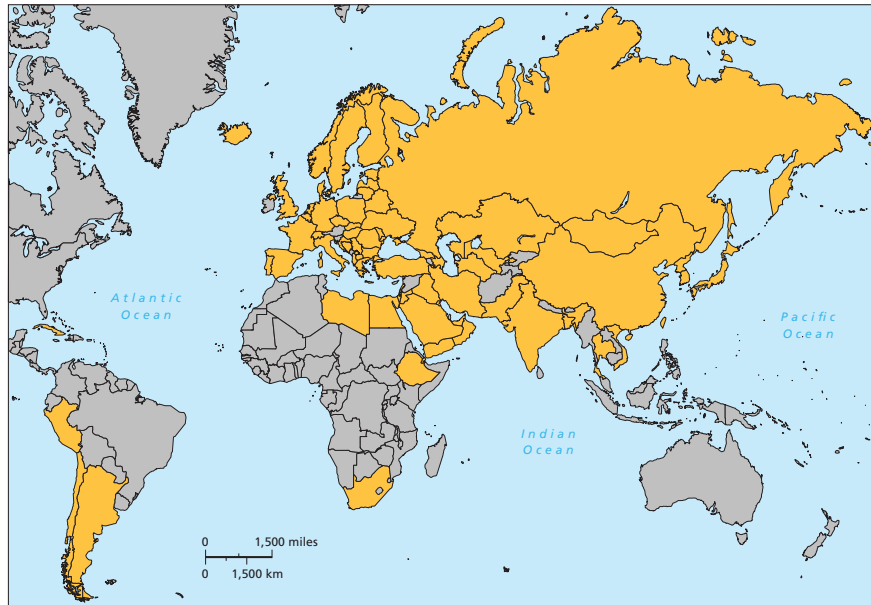 Atlantic
Ocean
Pacific
Ocean
Indian
Ocean
0 1,500 miles
0 1,500 km